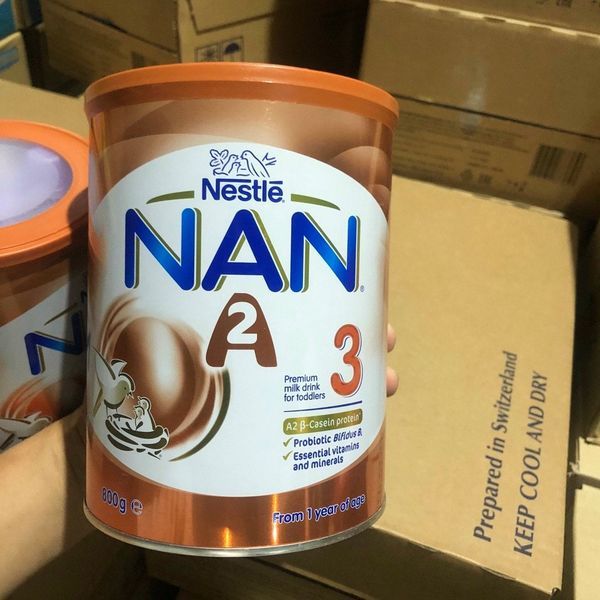 Nestlé
NAN
A2
3
Premium
milk drink
for toddlers
A2 β-Casein protein
✓ Probiotic Bifidus BL
✓ Essential vitamins
and minerals
800g e
From 1 year of age
N
Prepared in Switzerland
KEEP COOL AND DRY